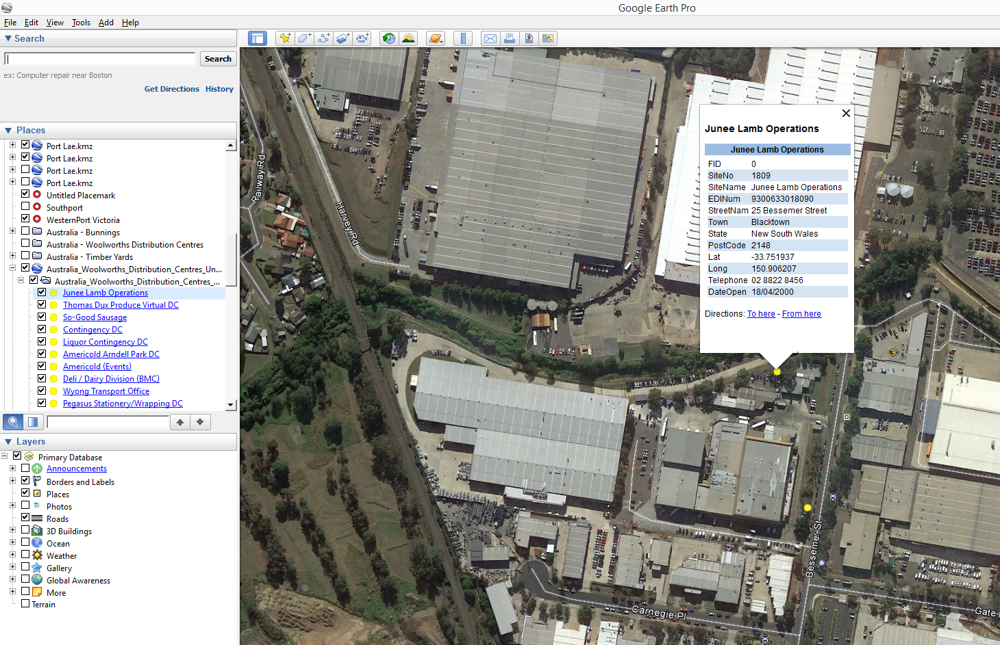 Google Earth Pro
File Edit View Tools Add Help
Search
Search
ex: Computer repair near Boston
Get Directions History
Places
Port Lae.kmz
Port Lae.kmz
Port Lae.kmz
Port Lae.kmz
Untitled Placemark
Southport
WesternPort Victoria
Australia - Bunnings
Australia - Woolworths Distribution Centres
Australia - Timber Yards
Australia_Woolworths_Distribution_Centres_Un...
Australia_Woolworths_Distribution_Centres_...
Junee Lamb Operations
Thomas Dux Produce Virtual DC
So-Good Sausage
Contingency DC
Liquor Contingency DC
Americold Arndell Park DC
Americold (Events)
Deli / Dairy Division (BMC)
Wyong Transport Office
Pegasus Stationery/Wrapping DC
Layers
Primary Database
Announcements
Borders and Labels
Places
Photos
Roads
3D Buildings
Ocean
Weather
Gallery
Global Awareness
More
Terrain
Railway Rd
Harvey Rd
Junee Lamb Operations
Junee Lamb Operations
FID 0
SiteNo 1809
SiteName Junee Lamb Operations
EDINum 9300633018090
StreetNam 25 Bessemer Street
Town Blacktown
State New South Wales
PostCode 2148
Lat -33.751937
Long 150.906207
Telephone 02 8822 8456
DateOpen 18/04/2000
Directions: To here - From here
Bessemer St
Carnegie Pl
Gate